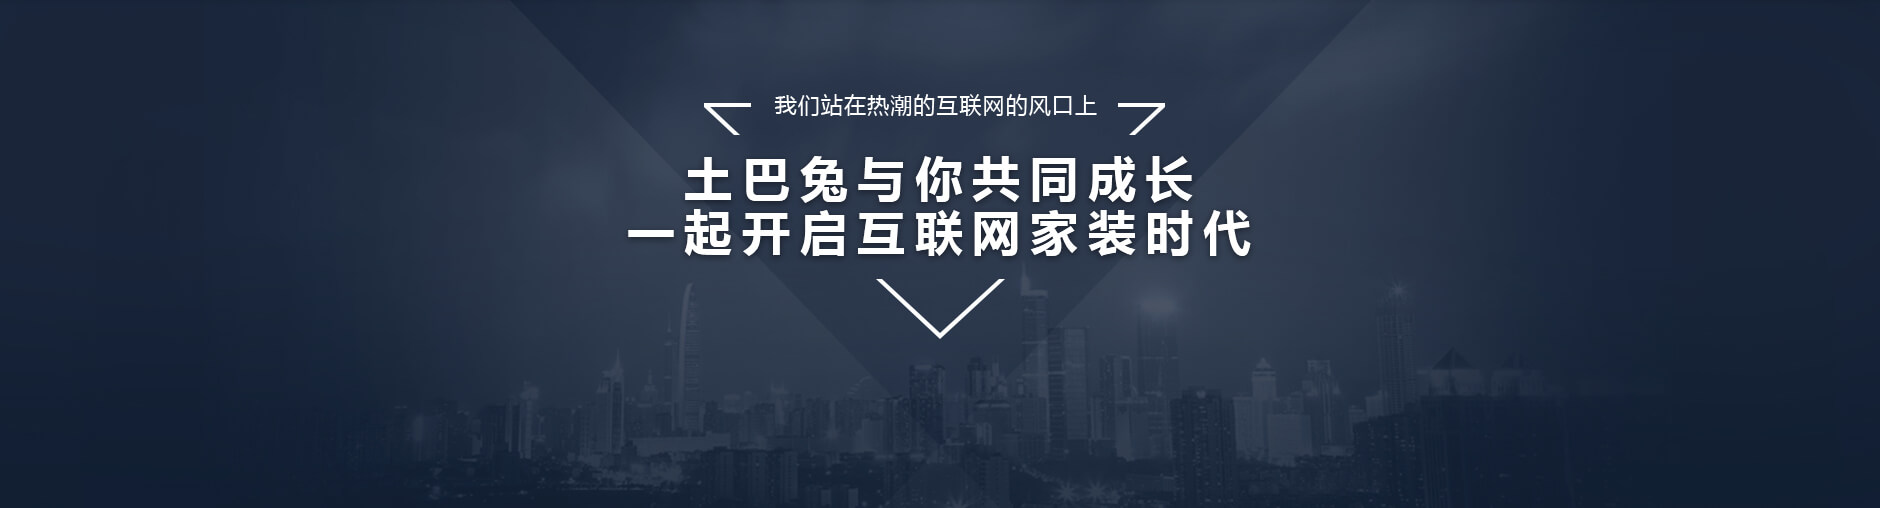 我们站在热潮的互联网的风口上
土巴兔与你共同成长
一起开启互联网家装时代